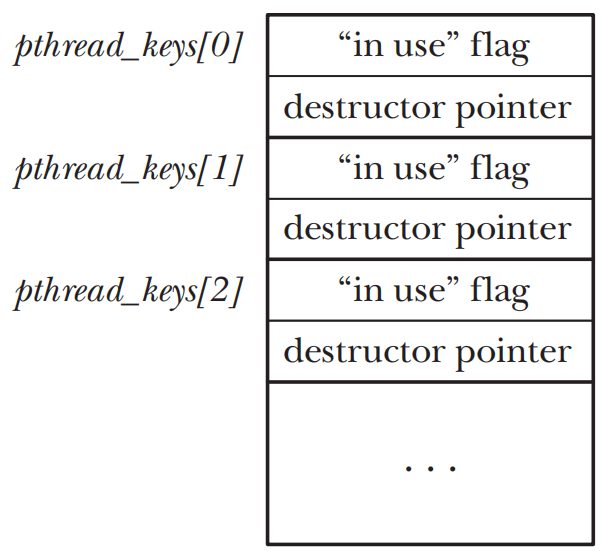 pthread_keys[0] “in use” flag
destructor pointer
pthread_keys[1] “in use” flag
destructor pointer
pthread_keys[2] “in use” flag
destructor pointer
. . .